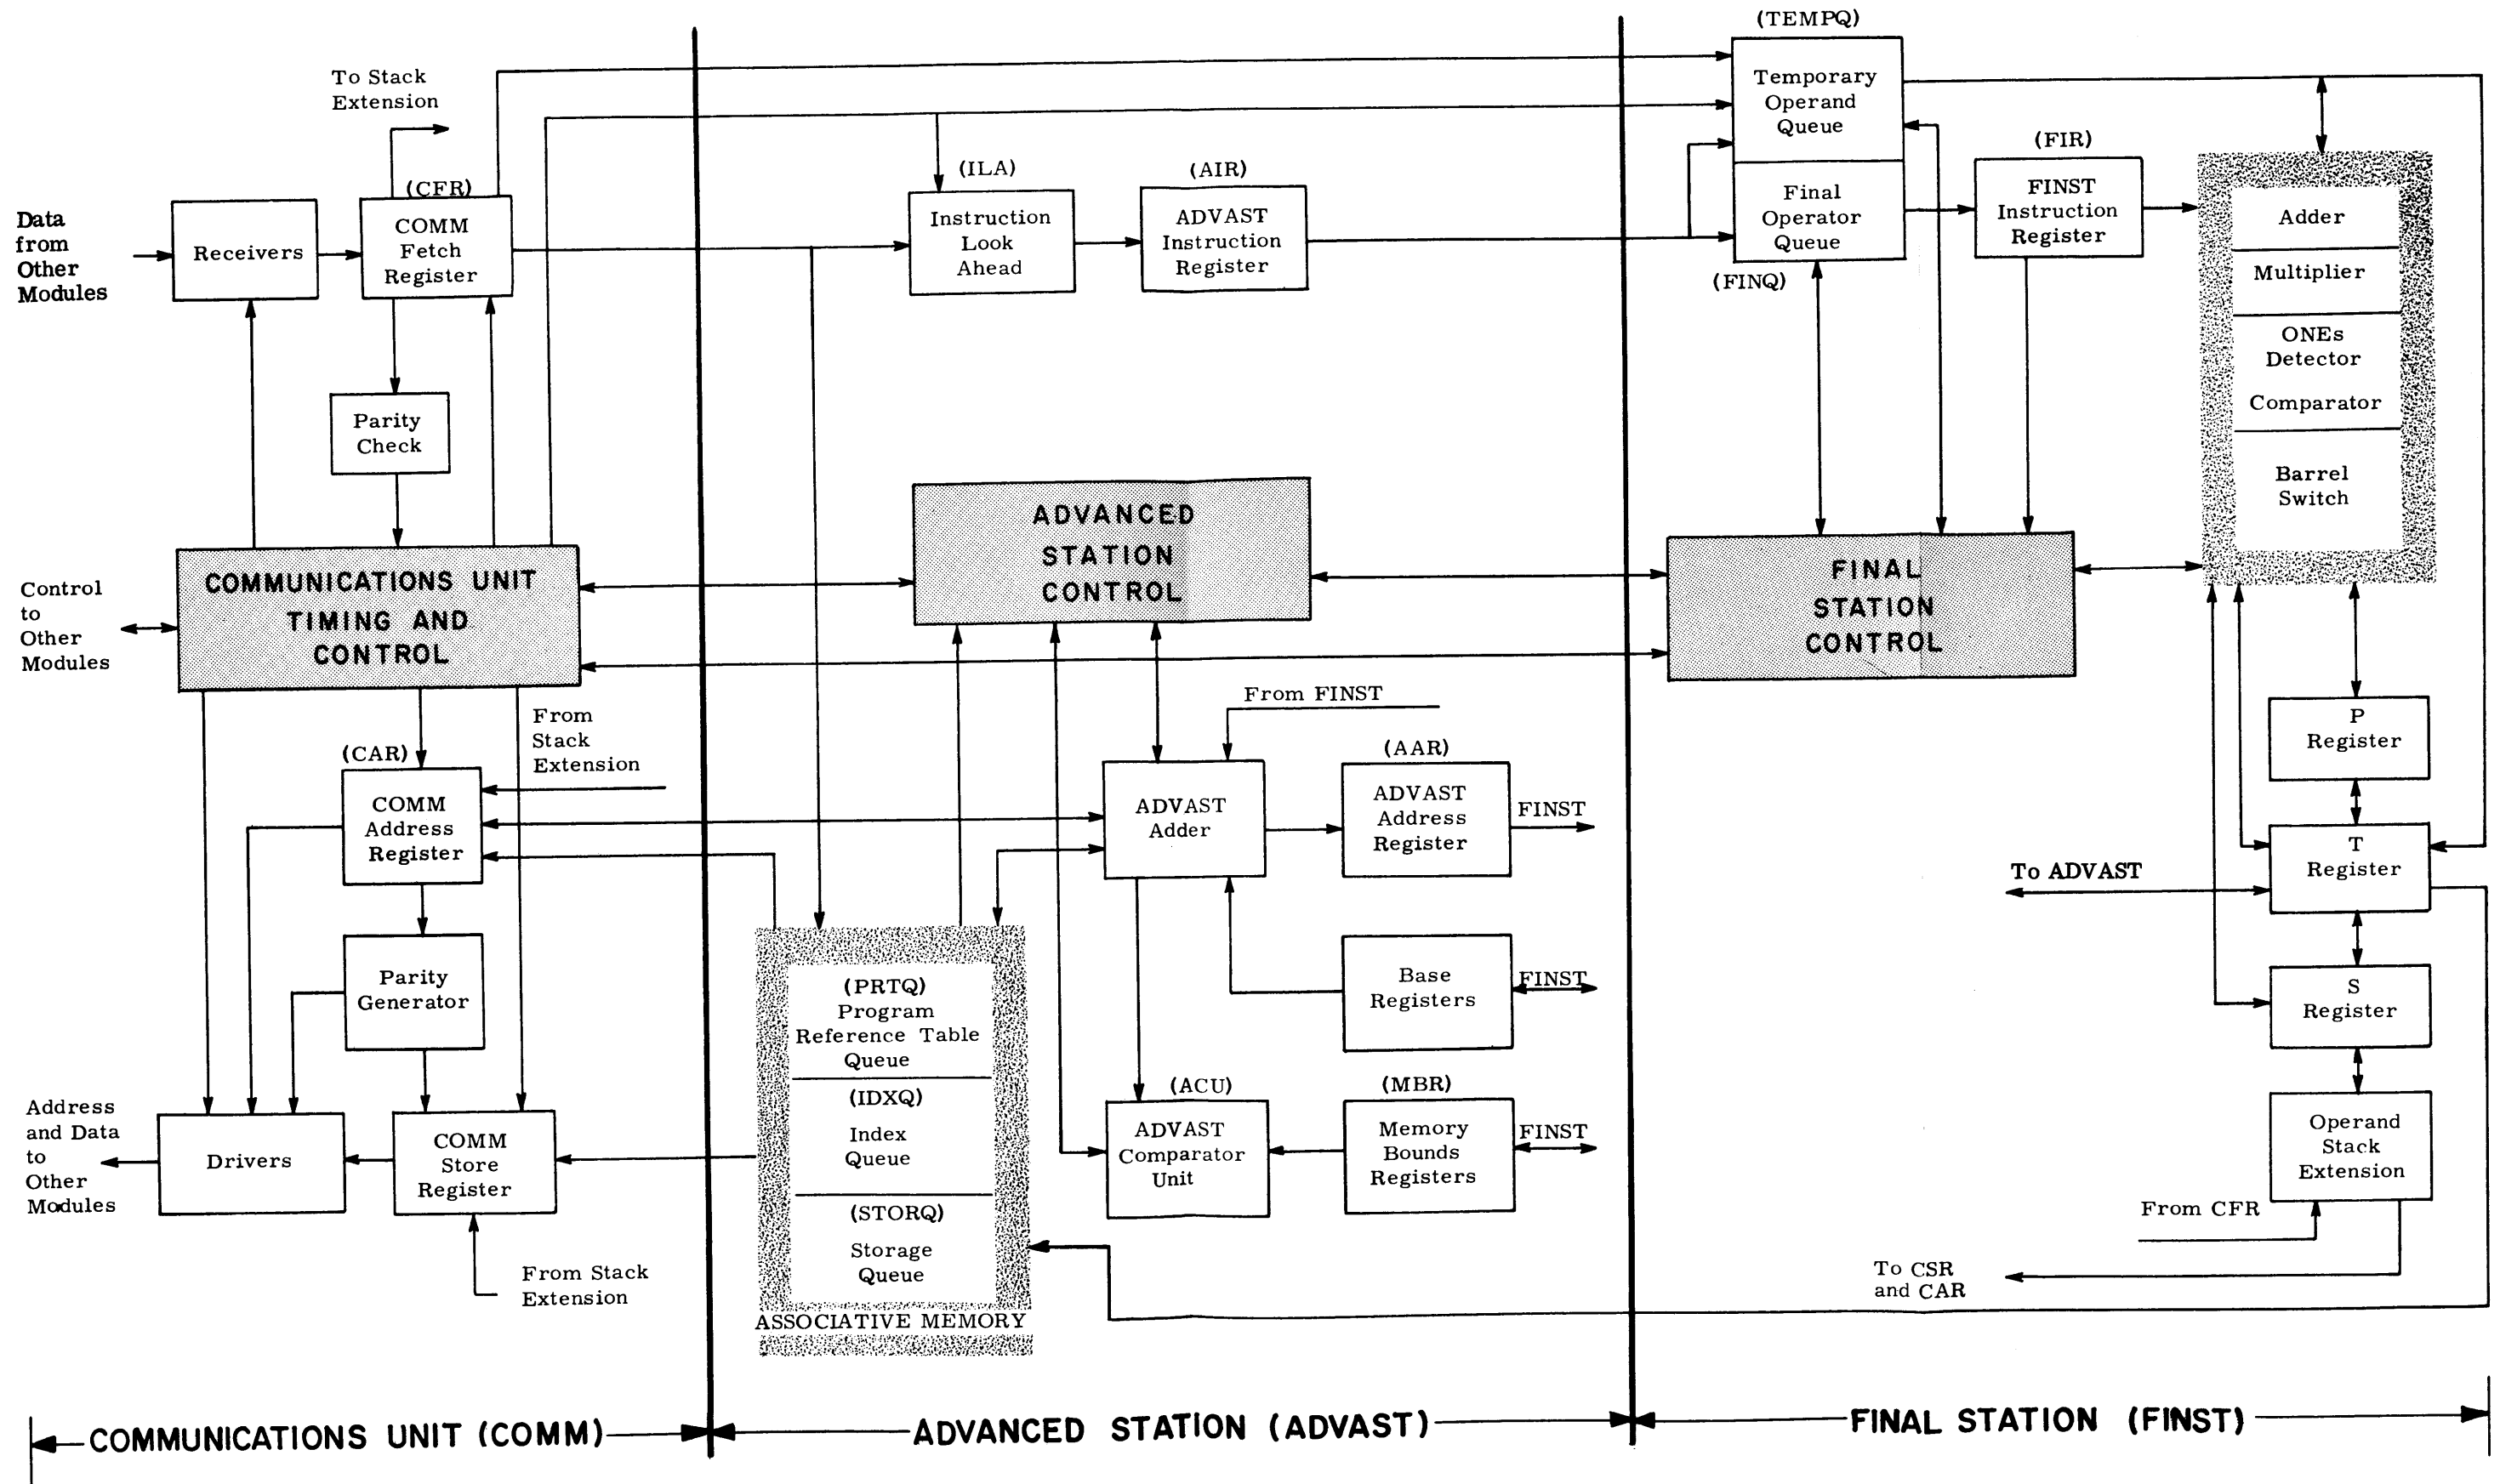 (TEMPQ)
To Stack
Extension
Temporary
Operand
Queue
(FIR)
(ILA)
(AIR)
(CFR)
Data
from
Other
Modules
Receivers
COMM
Fetch
Register
Instruction
Look
Ahead
ADVAST
Instruction
Register
Final
Operator
Queue
(FINQ)
FINST
Instruction
Register
Adder
Multiplier
ONEs
Detector
Comparator
Barrel
Switch
Parity
Check
Control
to
Other
Modules
COMMUNICATIONS UNIT
TIMING AND
CONTROL
ADVANCED
STATION
CONTROL
FINAL
STATION
CONTROL
From
Stack
Extension
From FINST
(CAR)
COMM
Address
Register
ADVAST
Adder
(AAR)
ADVAST
Address
Register
FINST
P
Register
T
Register
To ADVAST
Parity
Generator
(PRTQ)
Program
Reference Table
Queue
Base
Registers
FINST
S
Register
(IDXQ)
Index
Queue
(ACU)
ADVAST
Comparator
Unit
(MBR)
Memory
Bounds
Registers
FINST
Operand
Stack
Extension
Address
and Data
to
Other
Modules
Drivers
COMM
Store
Register
(STORQ)
Storage
Queue
From CFR
From Stack
Extension
To CSR
and CAR
ASSOCIATIVE MEMORY
COMMUNICATIONS UNIT (COMM)
ADVANCED STATION (ADVAST)
FINAL STATION (FINST)